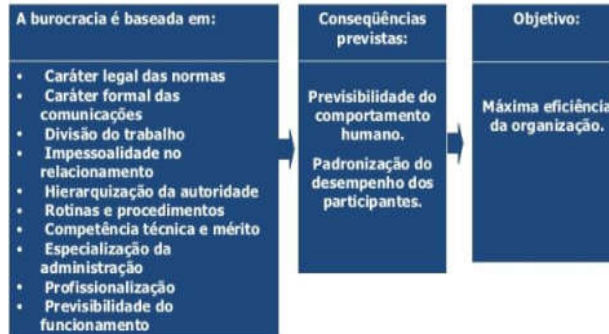 A burocracia é baseada em:
• Caráter legal das normas
• Caráter formal das
comunicações
• Divisão do trabalho
• Impessoalidade no
relacionamento
• Hierarquização da autoridade
• Rotinas e procedimentos
• Competência técnica e mérito
• Especialização da
administração
• Profissionalização
• Previsibilidade do
funcionamento
Conseqüências
previstas:
Previsibilidade do
comportamento
humano.
Padronização do
desempenho dos
participantes.
Objetivo:
Máxima eficiência
da organização.